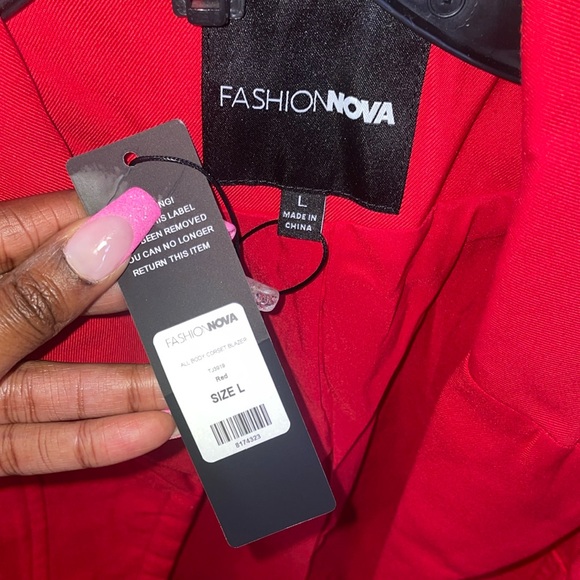 FASHIONNOVA
L
MADE IN
CHINA
NG!
IS LABEL
BEEN REMOVED
OU CAN NO LONGER
RETURN THIS ITEM
FASHIONNOVA
ALL BODY CORSET BLAZER
Red
SIZE L
8174323